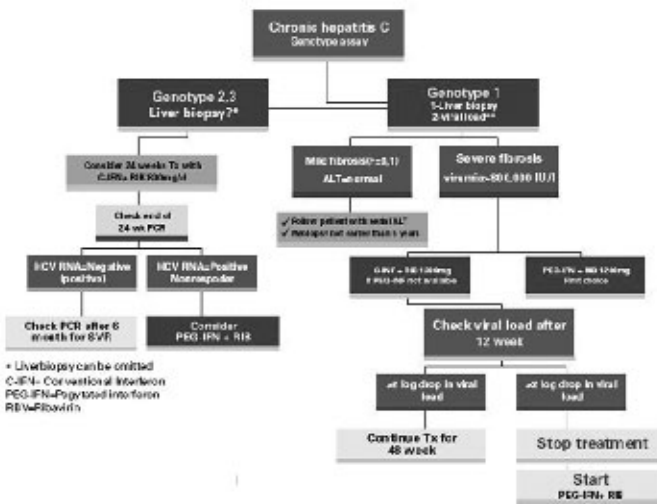 Chronic hepatitis C
Genotype assay
Genotype 2,3
Liver biopsy?*
Genotype 1
1-Liver biopsy
2-viral load**
Consider 24 weeks Tx with
C-IFN+ RIB
Mild fibrosis
ALT=normal
Severe fibrosis
Check end of
24 wk PCR
Follow patient with serial ALT
not earlier than
years
HCV RNA=Negative
HCV RNA=Positive
Check PCR after 6
month for SVR
Consider
PEG-IFN + RIB
not available
PEG-IFN + RIB
First choice
Check viral load after
12 week
log drop in viral
load
log drop in viral
load
Continue Tx for
48 week
Stop treatment
Start
PEG-IFN+ RIB
* Liverbiopsy can be omitted
C-IFN= Conventional Interferon
PEG-IFN=Pegylated interferon
RBV=Ribavirin